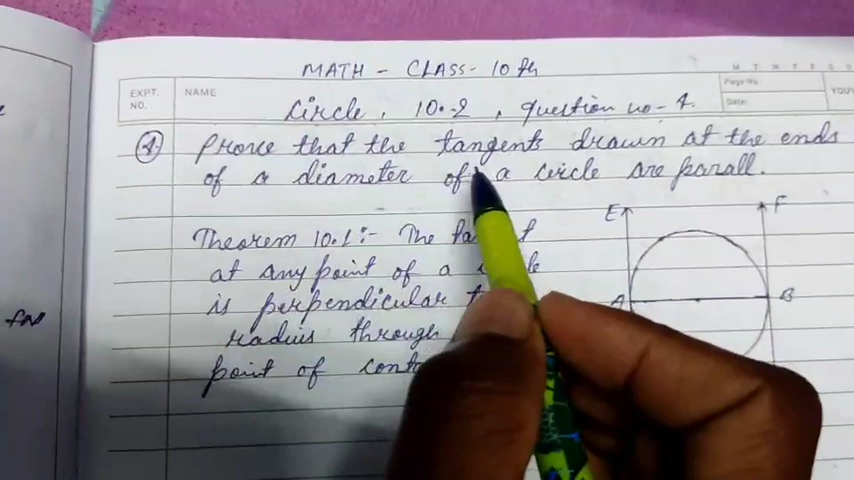 MATH - CLASS- 10th
EXPT. NO.
NAME
M T W T F S
Page No.
Date:
YOUV
Circle, 10.2, question no-4.
④ Prove that the tangents drawn at the ends
of a diameter of a circle are parall.
Theorem 10.1:- The
at any point of a
is perpendicular
radius through
point of
E
F
A
B
for